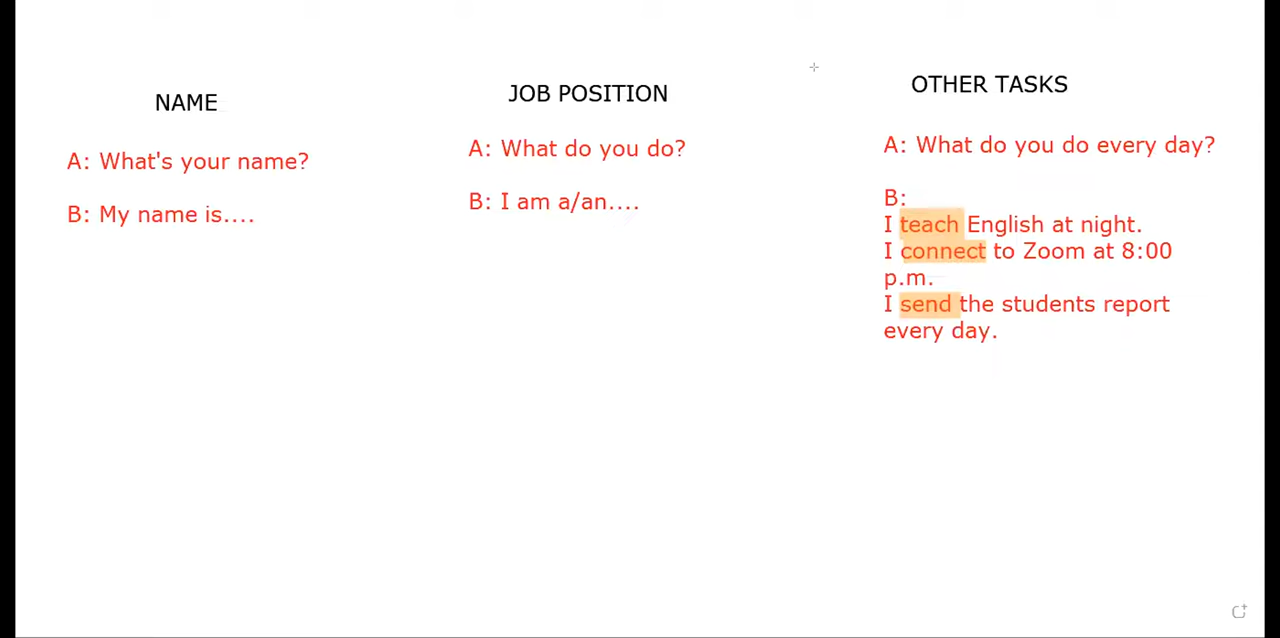 NAME
A: What's your name?
B: My name is....
JOB POSITION
A: What do you do?
B: I am a/an....
OTHER TASKS
A: What do you do every day?
B:
I teach English at night.
I connect to Zoom at 8:00
p.m.
I send the students report
every day.